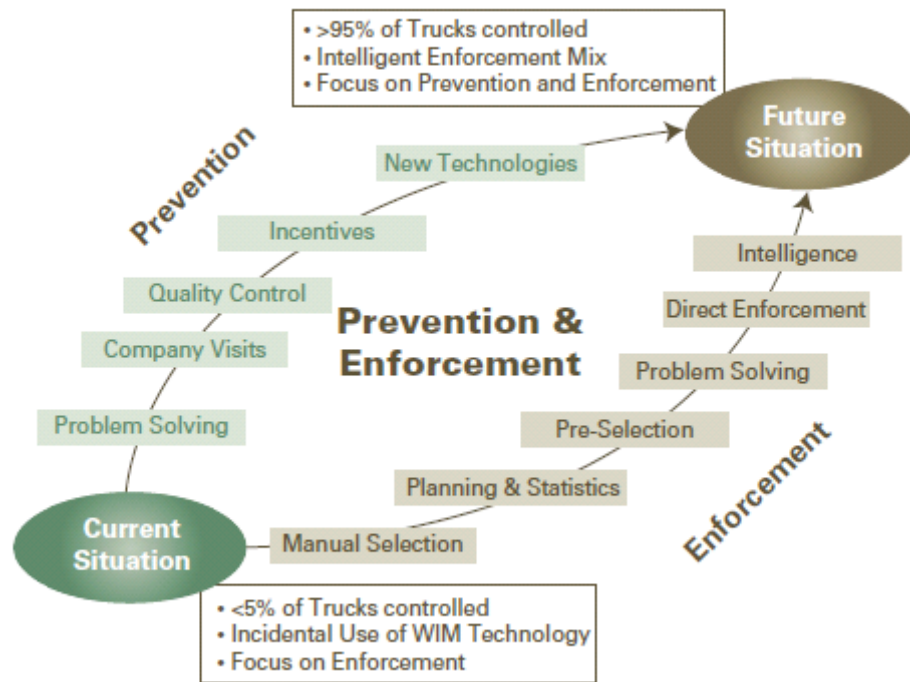 • >95% of Trucks controlled
• Intelligent Enforcement Mix
• Focus on Prevention and Enforcement
Future
Situation
Prevention
New Technologies
Incentives
Quality Control
Company Visits
Problem Solving
Prevention &
Enforcement
Intelligence
Direct Enforcement
Problem Solving
Pre-Selection
Planning & Statistics
Manual Selection
Enforcement
Current
Situation
• <5% of Trucks controlled
• Incidental Use of WIM Technology
• Focus on Enforcement